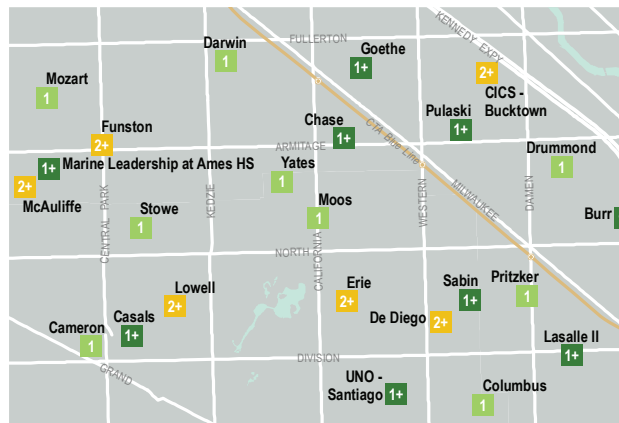 KENNEDY EXPY
Darwin
1
FULLERTON
Goethe
1+
2+
CICS -
Bucktown
Mozart
1
Funston
2+
Chase
1+
CTA Blue Line
Pulaski
1+
ARMITAGE
Drummond
1
1+
Marine Leadership at Ames HS
2+
McAuliffe
Yates
1
MILWAUKEE
Stowe
1
CENTRAL PARK
KEDZIE
Moos
1
CALIFORNIA
WESTERN
DAMEN
Burr
NORTH
Lowell
2+
Erie
2+
Sabin
1+
Pritzker
1
De Diego
2+
Casals
1+
Cameron
1
DIVISION
Lasalle II
1+
GRAND
UNO -
Santiago
1+
Columbus
1